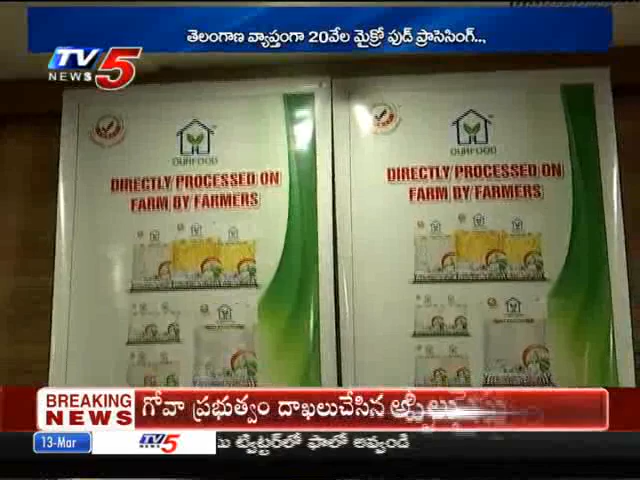 తెలంగాణ వ్యాప్తంగా 20వేల మైక్రో ఫుడ్ ప్రాసెసింగ్..,
TV5
NEWS
OURFOOD
DIRECTLY PROCESSED ON
FARM BY FARMERS
OURFOOD
DIRECTLY PROCESSED ON
FARM BY FARMERS
BREAKING
NEWS
గోవా ప్రభుత్వం దాఖలుచేసిన
13-Mar
TV5
ట్విట్టర్‌లో ఫాలో అవ్వండి